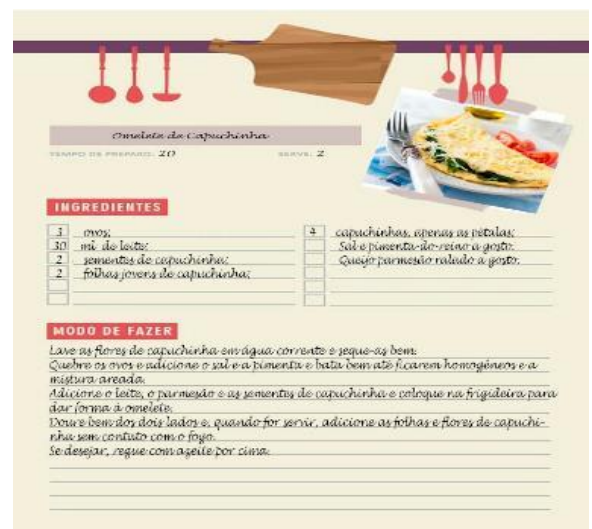 Omelete de Capuchinha
TEMPO DE PREPARO: 20 SERVE: 2
INGREDIENTES
3 ovos;
30 ml de leite;
2 sementes de capuchinha;
2 folhas jovens de capuchinha;
4 capuchinhas, apenas as pétalas;
Sal e pimenta-do-reino a gosto.
Queijo parmesão ralado a gosto.
MODO DE FAZER
Lave as flores de capuchinha em água corrente e seque-as bem.
Quebre os ovos e adicione o sal e a pimenta e bata bem até ficarem homogêneos e a
mistura areada.
Adicione o leite, o parmesão e as sementes de capuchinha e coloque na frigideira para
dar forma à omelete.
Doure bem dos dois lados e, quando for servir, adicione as folhas e flores de capuchi-
nha sem contato com o fogo.
Se desejar, regue com azeite por cima.